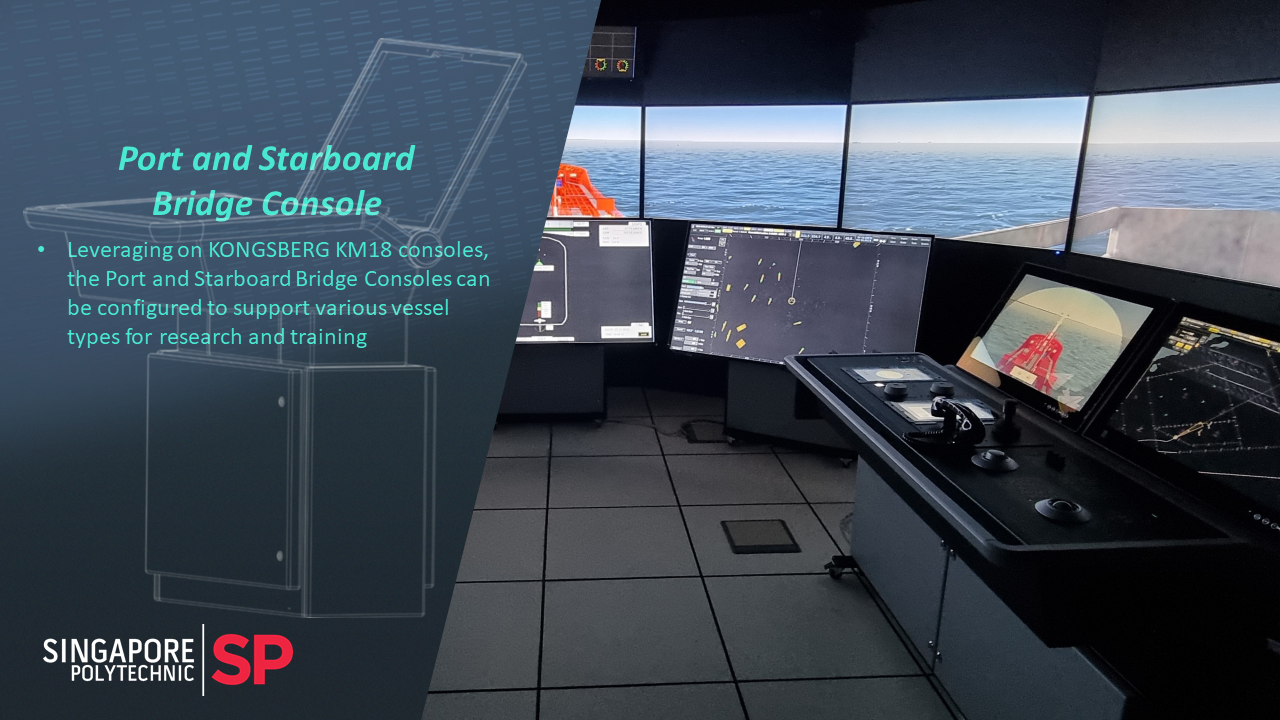 Port and Starboard
Bridge Console
• Leveraging on KONGSBERG KM18 consoles,
the Port and Starboard Bridge Consoles can
be configured to support various vessel
types for research and training
SINGAPORE
POLYTECHNIC
SP